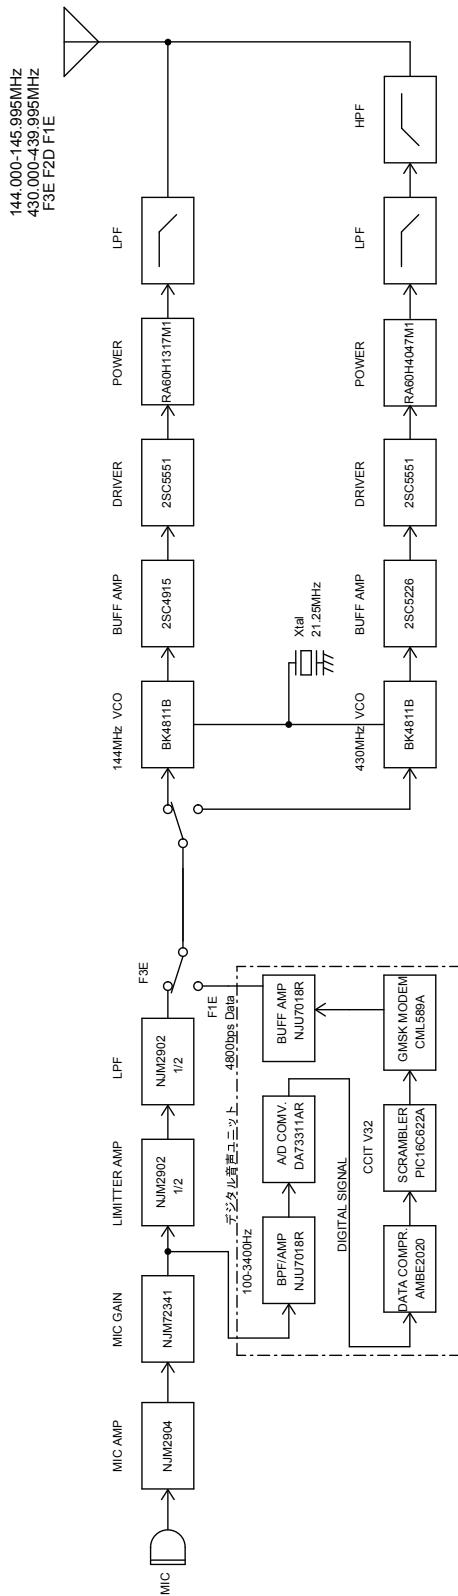 144.000-145.995MHz
430.000-439.995MHz
F3E F2D F1E
MIC
MIC AMP
NJM2904
MIC GAIN
NJM72341
LIMITTER AMP
NJM2902
1/2
LPF
NJM2902
1/2
F3E
F1E
144MHz VCO
BK4811B
BUFF AMP
2SC4915
DRIVER
2SC5551
POWER
RA60H1317M1
LPF
Xtal
21.25MHz
430MHz VCO
BK4811B
BUFF AMP
2SC5226
DRIVER
2SC5551
POWER
RA60H4047M1
LPF
HPF
デジタル音声ユニット
4800bps Data
100-3400Hz
BPF/AMP
NJU7018R
A/D COMV.
DA73311AR
BUFF AMP
NJU7018R
DIGITAL SIGNAL
CCIT V32
DATA COMPR.
AMBE2020
SCRAMBLER
PIC16C622A
GMSK MODEM
CML589A